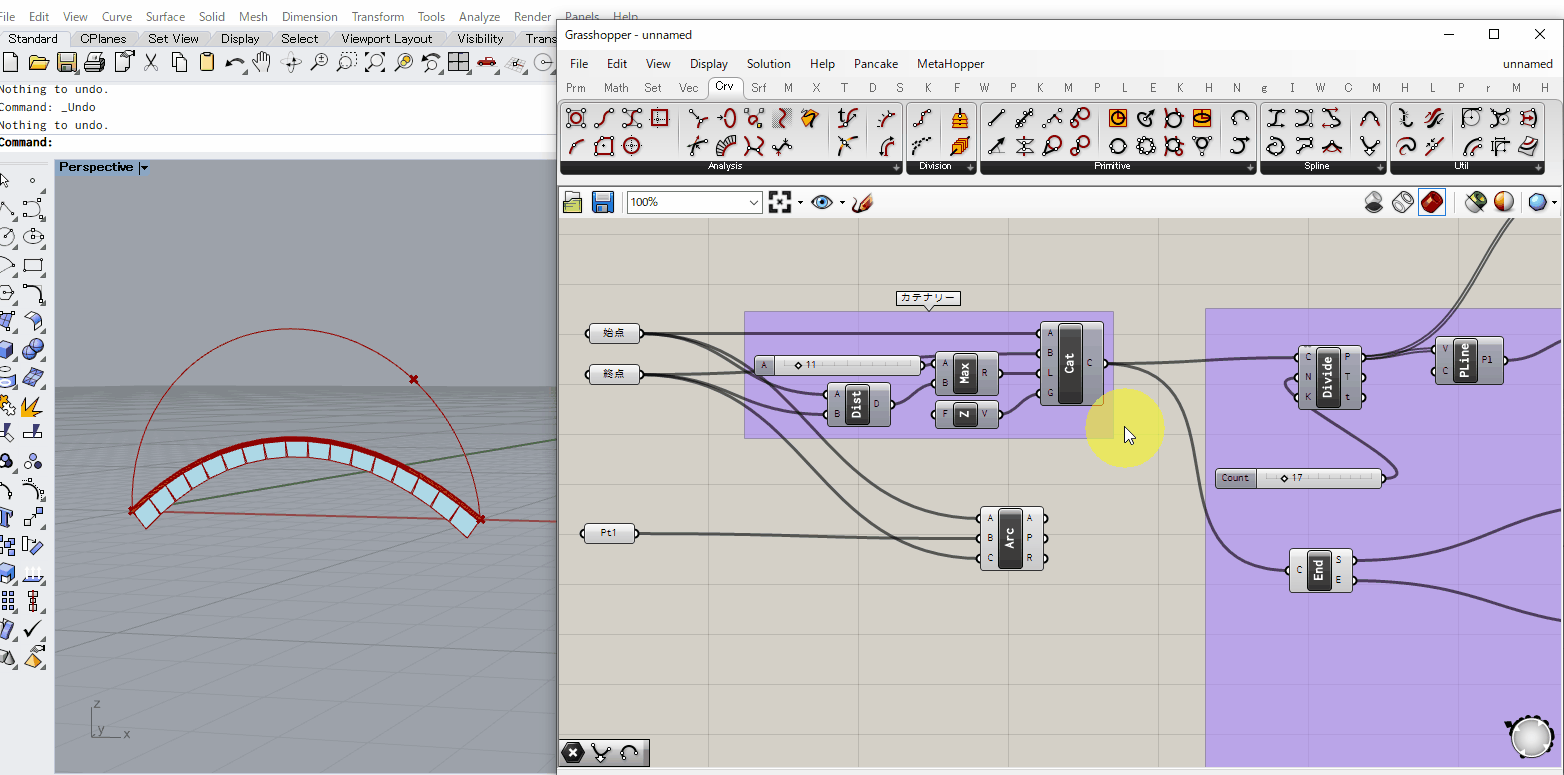 File Edit View Curve Surface Solid Mesh Dimension Transform Tools Analyze Render Panels Help
Standard CPlanes Set View Display Select Viewport Layout Visibility Trans
Nothing to undo.
Command: _Undo
Nothing to undo.
Command:
Perspective
z
y
x
Grasshopper - unnamed
File Edit View Display Solution Help Pancake MetaHopper unnamed
Prm Math Set Vec Crv Srf M X T D S K F W P K M P L E K H N g I W C M H L P r M H
Analysis Division Primitive Spline Util
100%
カテナリー
始点
終点
A 11
A
B
Dist
D
A
B
Max
R
F
Z
V
A
B
L
G
Cat
C
Pt1
A
B
C
Arc
A
P
R
C
N
K
Divide
P
T
t
V
C
PLine
Pl
Count 17
C
End
S
E